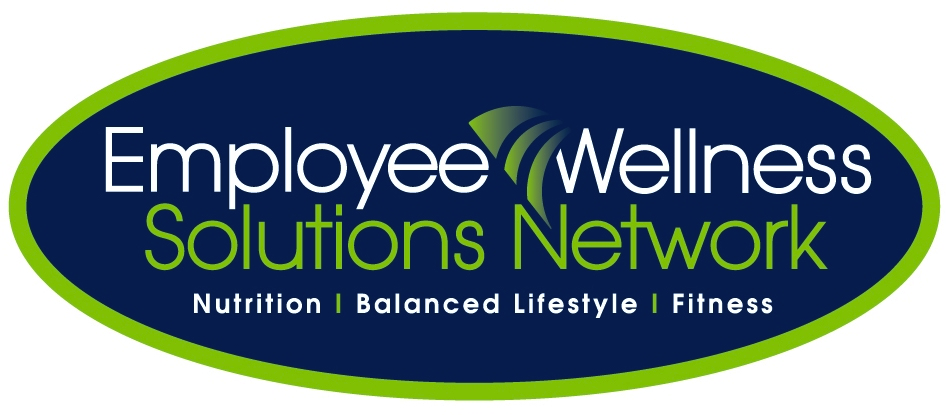 Employee Wellness
Solutions Network
Nutrition | Balanced Lifestyle | Fitness